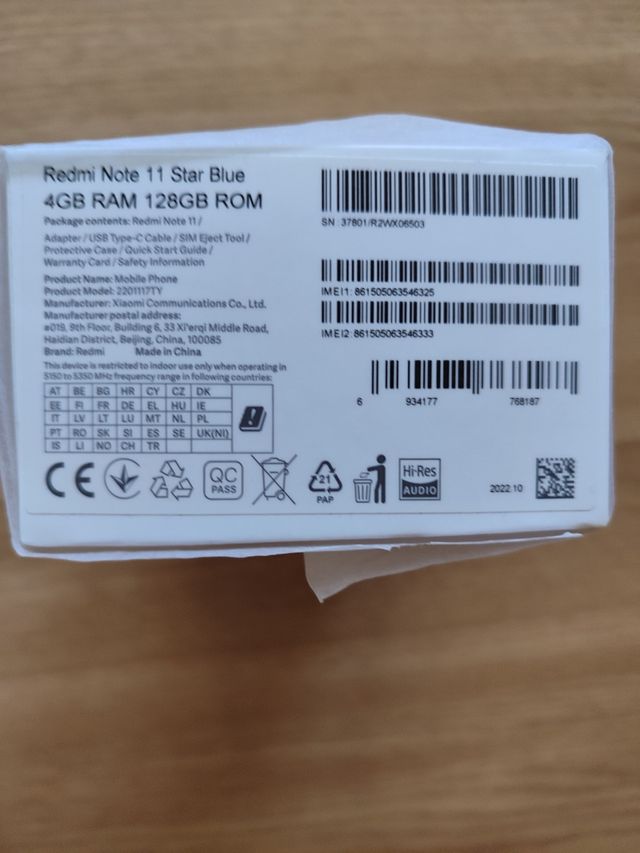 Redmi Note 11 Star Blue
4GB RAM 128GB ROM
Package contents: Redmi Note 11 /
Adapter / USB Type-C Cable / SIM Eject Tool /
Protective Case / Quick Start Guide /
Warranty Card / Safety Information
Product Name: Mobile Phone
Product Model: 2201117TY
Manufacturer: Xiaomi Communications Co., Ltd.
Manufacturer postal address:
#019, 9th Floor, Building 6, 33 Xi'erqi Middle Road,
Haidian District, Beijing, China, 100085
Brand: Redmi Made in China
This device is restricted to indoor use only when operating in
5150 to 5350 MHz frequency range in following countries:
AT BE BG HR CY CZ DK
EE FI FR DE EL HU IE
IT LV LT LU MT NL PL
PT RO SK SI ES SE UK(NI)
IS LI NO CH TR
SN: 37801/R2WX06503
IMEI1: 861505063546325
IMEI2: 861505063546333
6 934177 768187
CE
QC
PASS
21
PAP
Hi-Res
AUDIO
2022.10